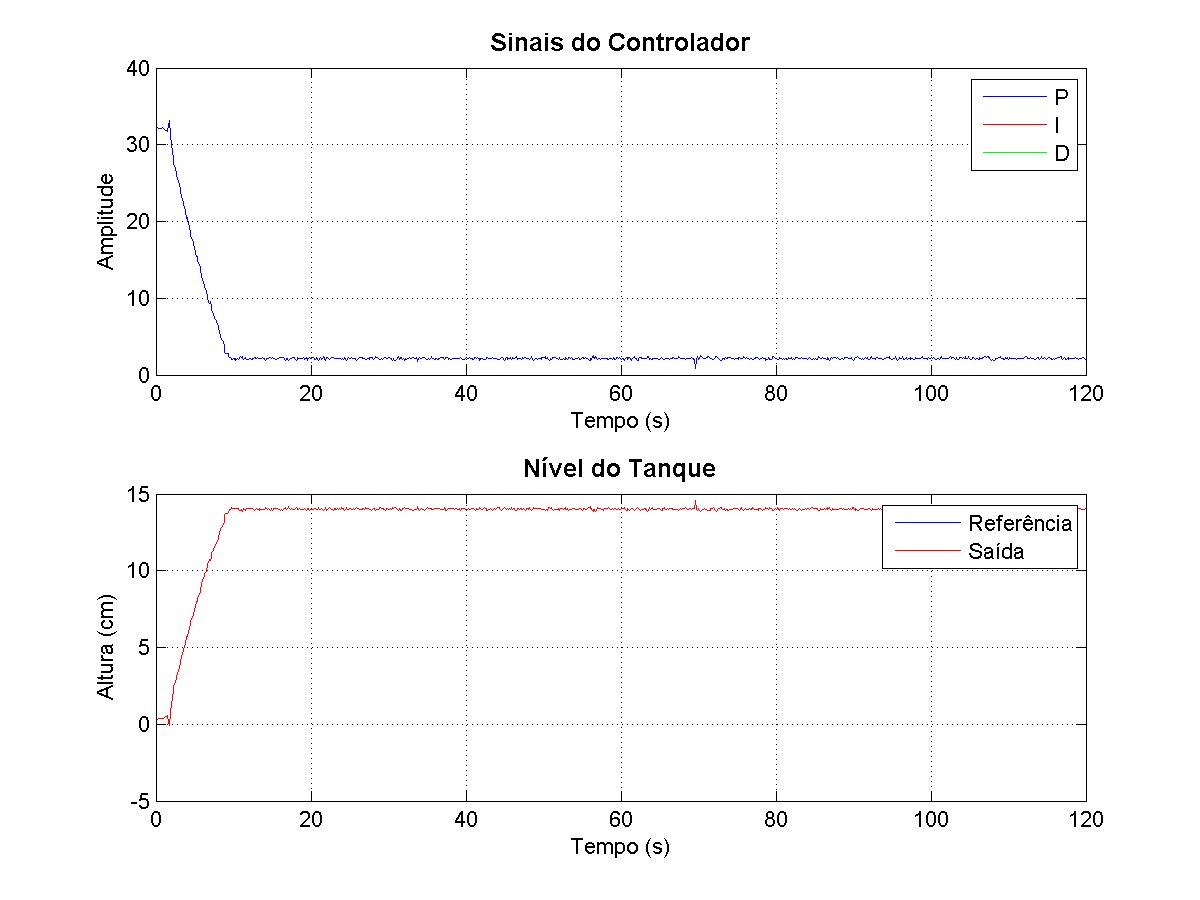 Sinais do Controlador
40
30
20
10
0
Amplitude
P
I
D
0 20 40 60 80 100 120
Tempo (s)
Nível do Tanque
15
10
5
0
-5
Altura (cm)
Referência
Saída
0 20 40 60 80 100 120
Tempo (s)